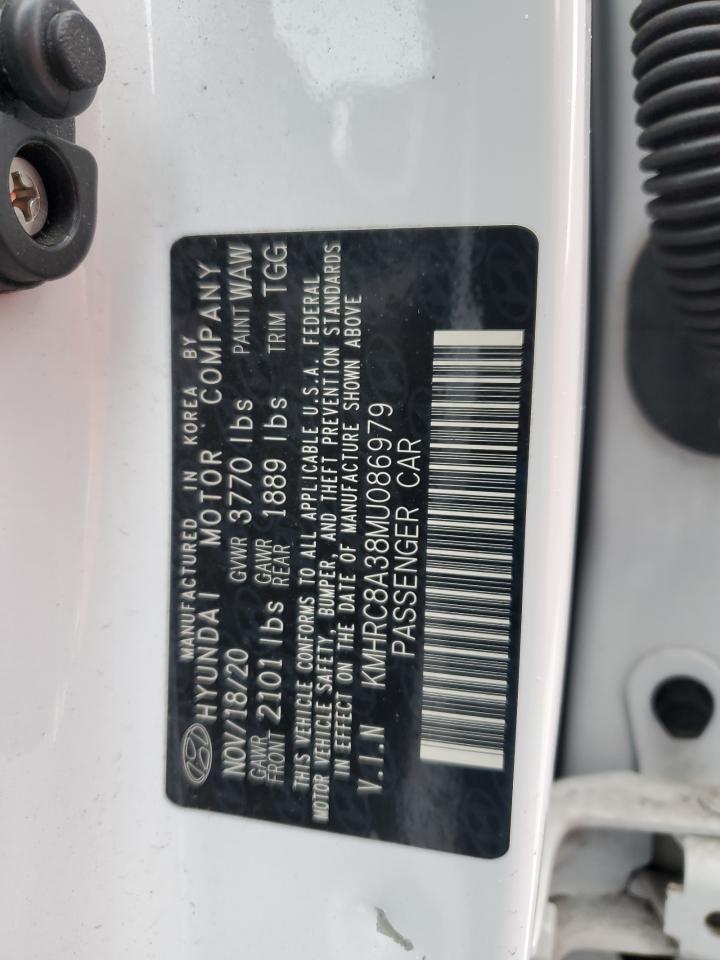 MANUFACTURED IN KOREA BY
HYUNDAI MOTOR COMPANY
NOV/18/20 GVWR 3770 lbs PAINT WAW
GAWR FRONT 2101 lbs GAWR REAR 1889 lbs TRIM TGG
THIS VEHICLE CONFORMS TO ALL APPLICABLE U.S.A. FEDERAL
MOTOR VEHICLE SAFETY, BUMPER, AND THEFT PREVENTION STANDARDS
IN EFFECT ON THE DATE OF MANUFACTURE SHOWN ABOVE
V.I.N KMHRC8A38MU086979
PASSENGER CAR